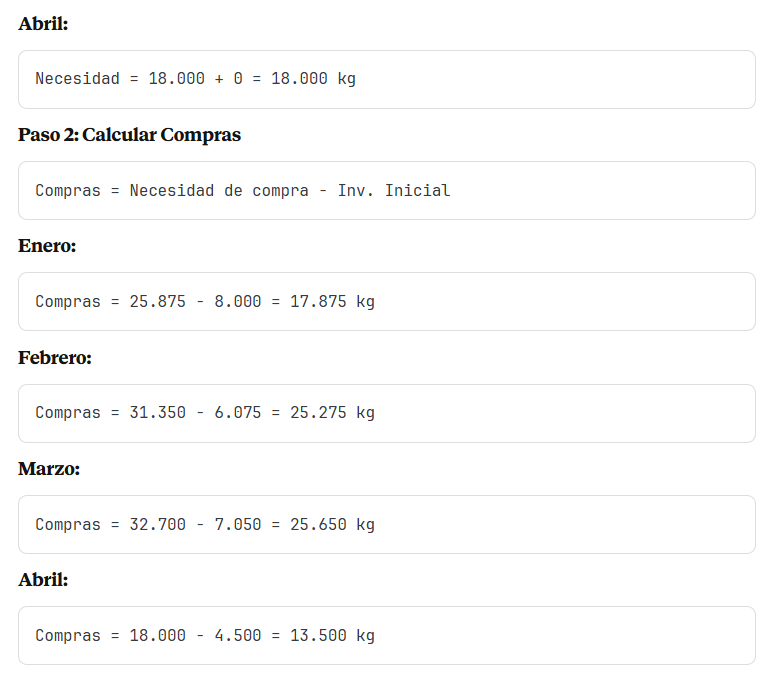 Abril:
Necesidad = 18.000 + 0 = 18.000 kg
Paso 2: Calcular Compras
Compras = Necesidad de compra - Inv. Inicial
Enero:
Compras = 25.875 - 8.000 = 17.875 kg
Febrero:
Compras = 31.350 - 6.075 = 25.275 kg
Marzo:
Compras = 32.700 - 7.050 = 25.650 kg
Abril:
Compras = 18.000 - 4.500 = 13.500 kg